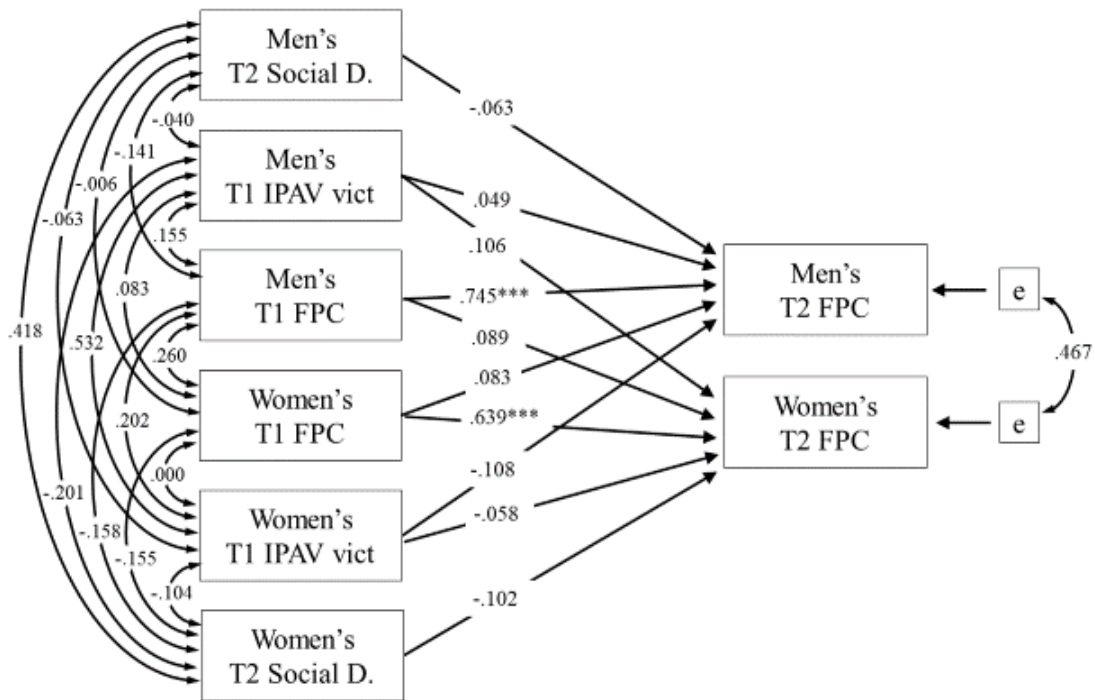 Men's
T2 Social D.
-.063
-.040
Men's
T1 IPAV vict
-.141
-.006
-.063
.049
.106
.155
Men's
T1 FPC
.083
.745***
Men's
T2 FPC
e
.418
.532
.260
.089
.467
.083
Women's
T1 FPC
.202
.639***
Women's
T2 FPC
e
.000
-.108
-.201
Women's
T1 IPAV vict
-.058
-.158
-.155
-.104
-.102
Women's
T2 Social D.